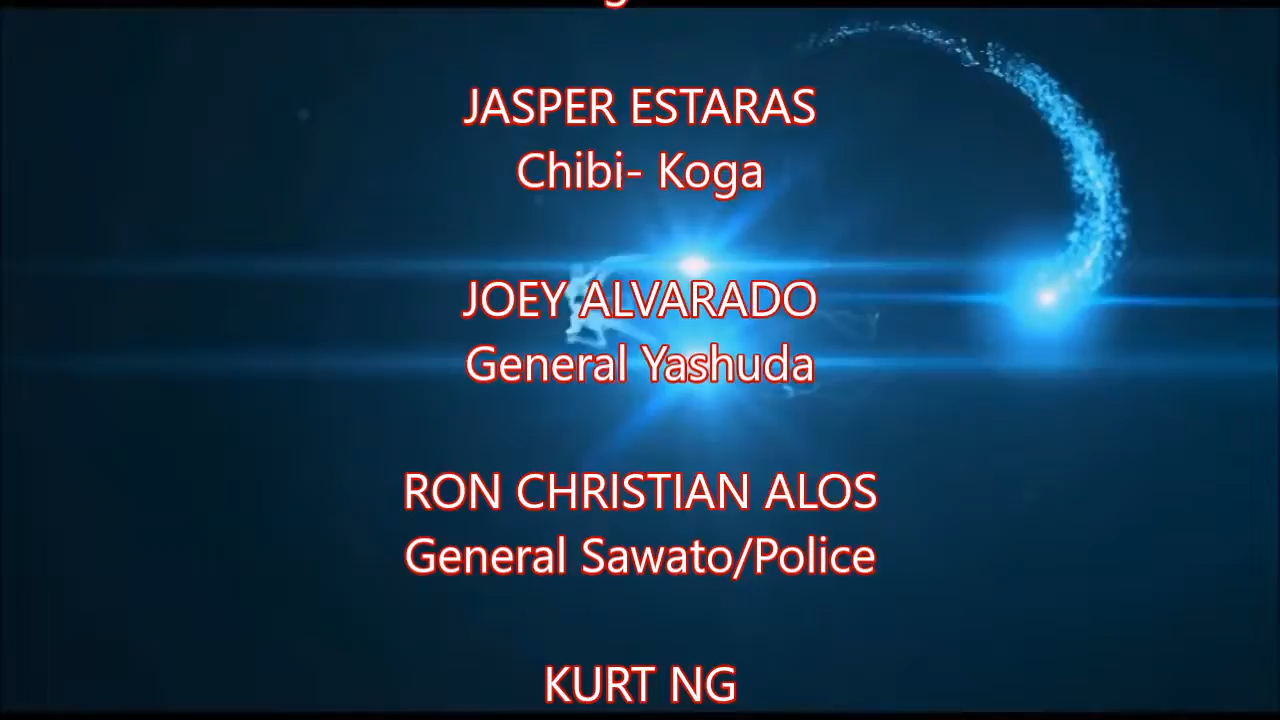 JASPER ESTARAS
Chibi- Koga
JOEY ALVARADO
General Yashuda
RON CHRISTIAN ALOS
General Sawato/Police
KURT NG